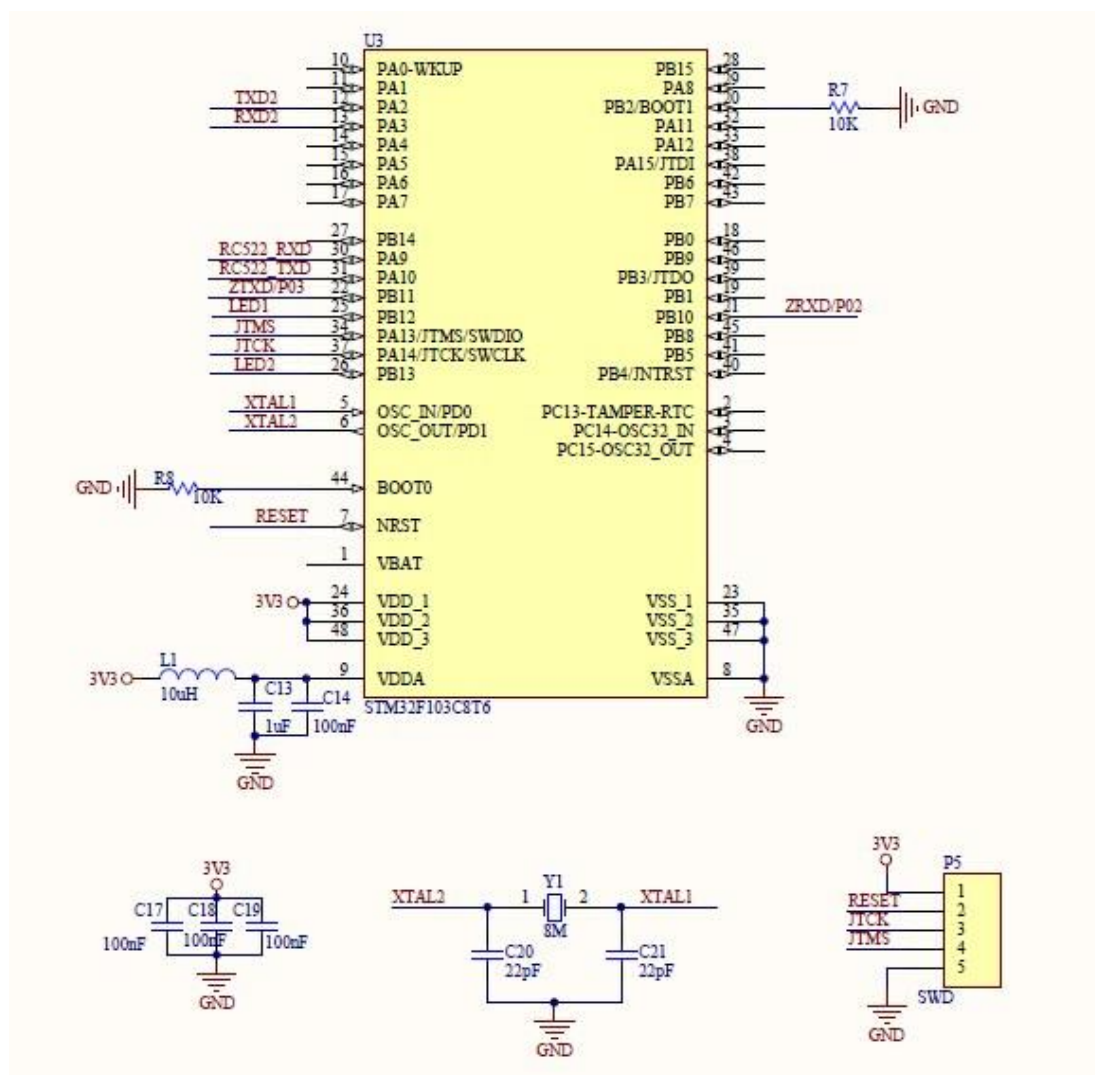 U3
10 PA0-WKUP PB15 28
11 PA1 PA8 29
TXD2 12 PA2 PB2/BOOT1 20 R7 10K GND
RXD2 13 PA3 PA11 32
14 PA4 PA12 33
15 PA5 PA15/JTDI 38
16 PA6 PB6 42
17 PA7 PB7 43
27 PB14 PB0 18
RC522_RXD 30 PA9 PB9 46
RC522_TXD 31 PA10 PB3/JTDO 39
ZTXD/P03 22 PB11 PB1 19
LED1 25 PB12 PB10 21 ZRXD/P02
JTMS 34 PA13/JTMS/SWDIO PB8 45
JTCK 37 PA14/JTCK/SWCLK PB5 41
LED2 26 PB13 PB4/JNTRST 40
XTAL1 5 OSC_IN/PD0 PC13-TAMPER-RTC 2
XTAL2 6 OSC_OUT/PD1 PC14-OSC32_IN 3
PC15-OSC32_OUT 4
GND R8 10K 44 BOOT0
RESET 7 NRST
1 VBAT
3V3 24 VDD_1 VSS_1 23
36 VDD_2 VSS_2 35
48 VDD_3 VSS_3 47
3V3 L1 10uH 9 VDDA VSSA 8
C13 1uF C14 100nF STM32F103C8T6 GND
GND
3V3
C17 C18 C19
100nF 100nF 100nF
GND
XTAL2 1 Y1 2 XTAL1
8M
C20 C21
22pF 22pF
GND
3V3 P5
1
RESET 2
JTCK 3
JTMS 4
5
SWD
GND